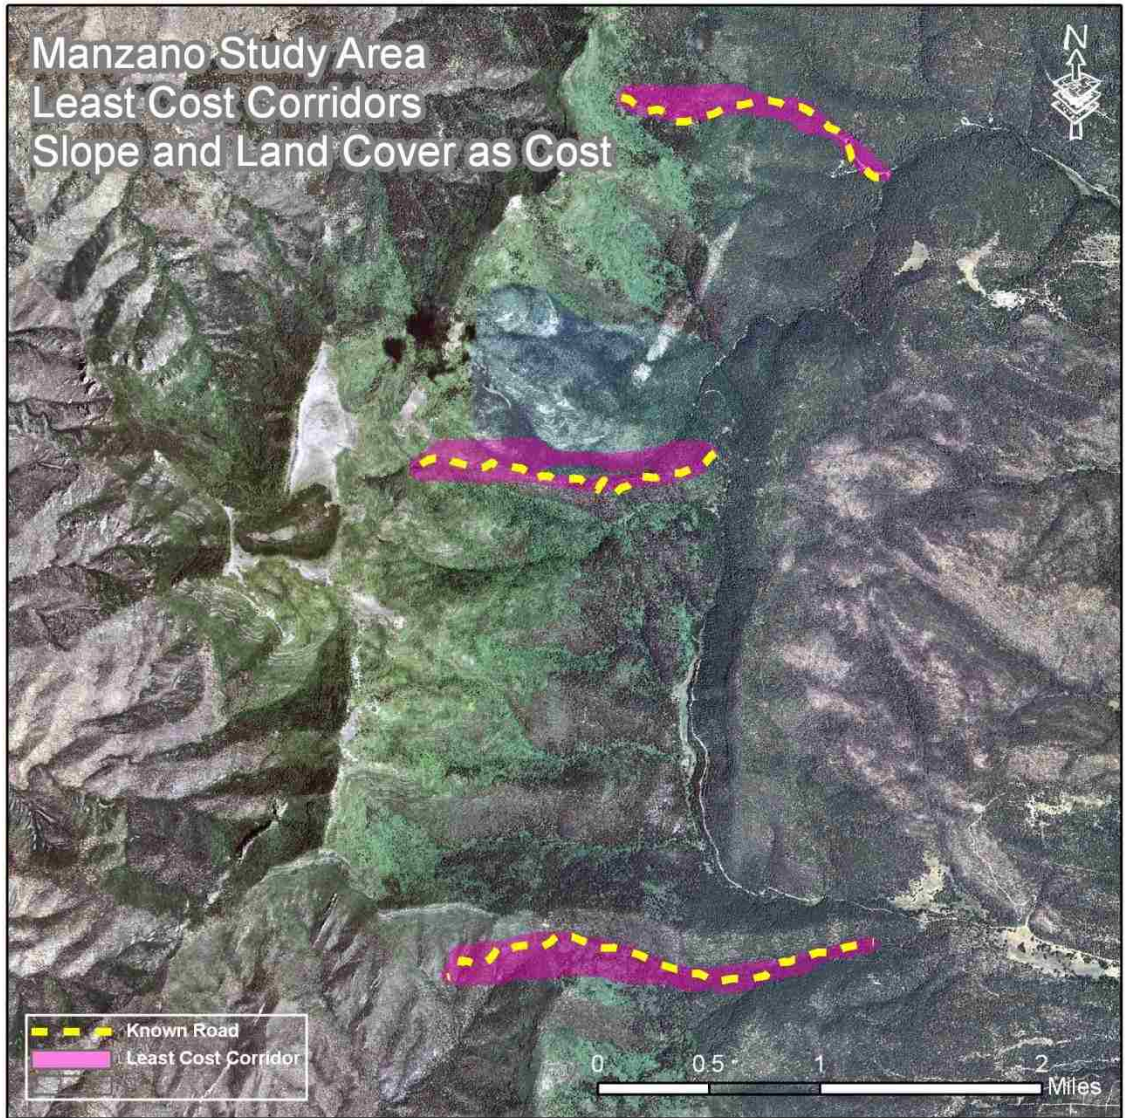 Manzano Study Area
Least Cost Corridors
Slope and Land Cover as Cost
N
Known Road
Least Cost Corridor
0 0.5 1 2
Miles